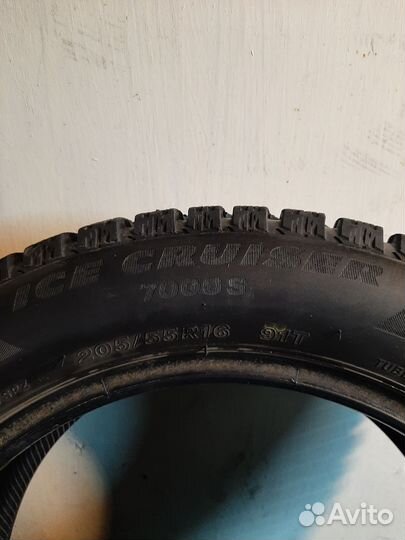 ICE CRUISER
7000S
205/55R16 91T
TUBE
Avito